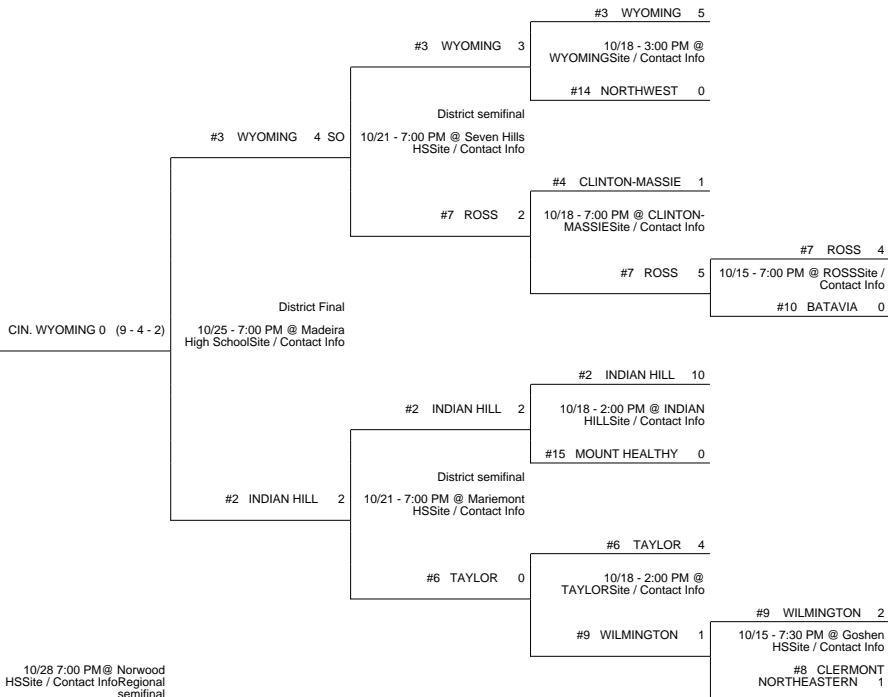 #3 WYOMING 5
#3 WYOMING 3
10/18 - 3:00 PM @
WYOMINGSite / Contact Info
#14 NORTHWEST 0
District semifinal
#3 WYOMING 4 SO
10/21 - 7:00 PM @ Seven Hills
HSSite / Contact Info
#4 CLINTON-MASSIE 1
#7 ROSS 2
10/18 - 7:00 PM @ CLINTON-
MASSIESite / Contact Info
#7 ROSS 4
#7 ROSS 5
10/15 - 7:00 PM @ ROSSSite /
Contact Info
#10 BATAVIA 0
District Final
CIN. WYOMING 0 (9 - 4 - 2)
10/25 - 7:00 PM @ Madeira
High SchoolSite / Contact Info
#2 INDIAN HILL 10
#2 INDIAN HILL 2
10/18 - 2:00 PM @ INDIAN
HILLSite / Contact Info
#15 MOUNT HEALTHY 0
District semifinal
#2 INDIAN HILL 2
10/21 - 7:00 PM @ Mariemont
HSSite / Contact Info
#6 TAYLOR 4
#6 TAYLOR 0
10/18 - 2:00 PM @
TAYLORSite / Contact Info
#9 WILMINGTON 2
#9 WILMINGTON 1
10/15 - 7:30 PM @ Goshen
HSSite / Contact Info
#8 CLERMONT
NORTHEASTERN 1
10/28 7:00 PM@ Norwood
HSSite / Contact InfoRegional
semifinal